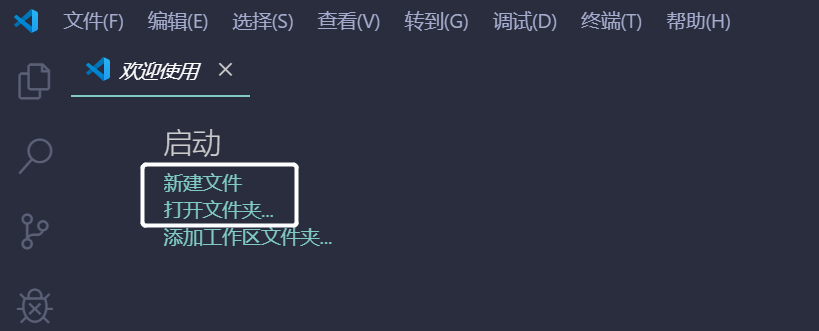 文件(F) 编辑(E) 选择(S) 查看(V) 转到(G) 调试(D) 终端(T) 帮助(H)
欢迎使用
启动
新建文件
打开文件夹...
添加工作区文件夹...